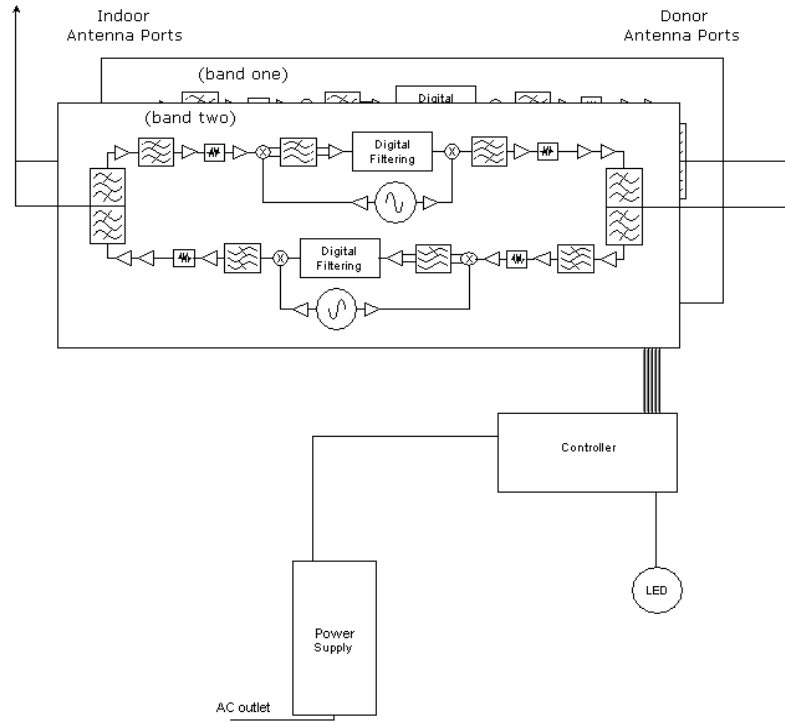 Indoor
Antenna Ports
Donor
Antenna Ports
(band one)
Digital
(band two)
Digital
Filtering
X
X
Digital
Filtering
X
X
Controller
LED
Power
Supply
AC outlet